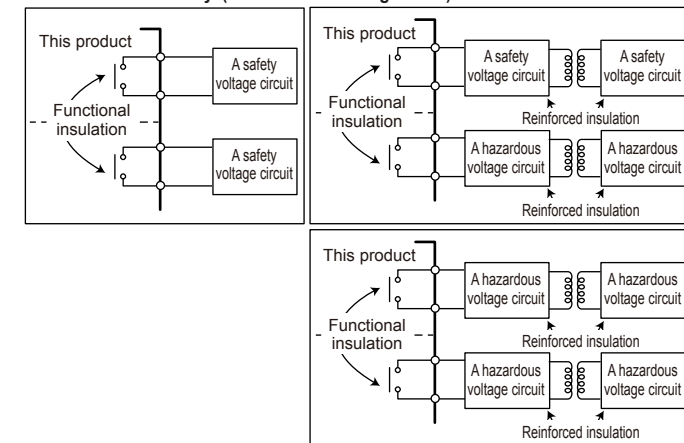 This product
A safety
voltage circuit
Functional
insulation
A safety
voltage circuit
This product
A safety
voltage circuit
A safety
voltage circuit
Functional
insulation
Reinforced insulation
A hazardous
voltage circuit
A hazardous
voltage circuit
Reinforced insulation
This product
A hazardous
voltage circuit
A hazardous
voltage circuit
Functional
insulation
Reinforced insulation
A hazardous
voltage circuit
A hazardous
voltage circuit
Reinforced insulation